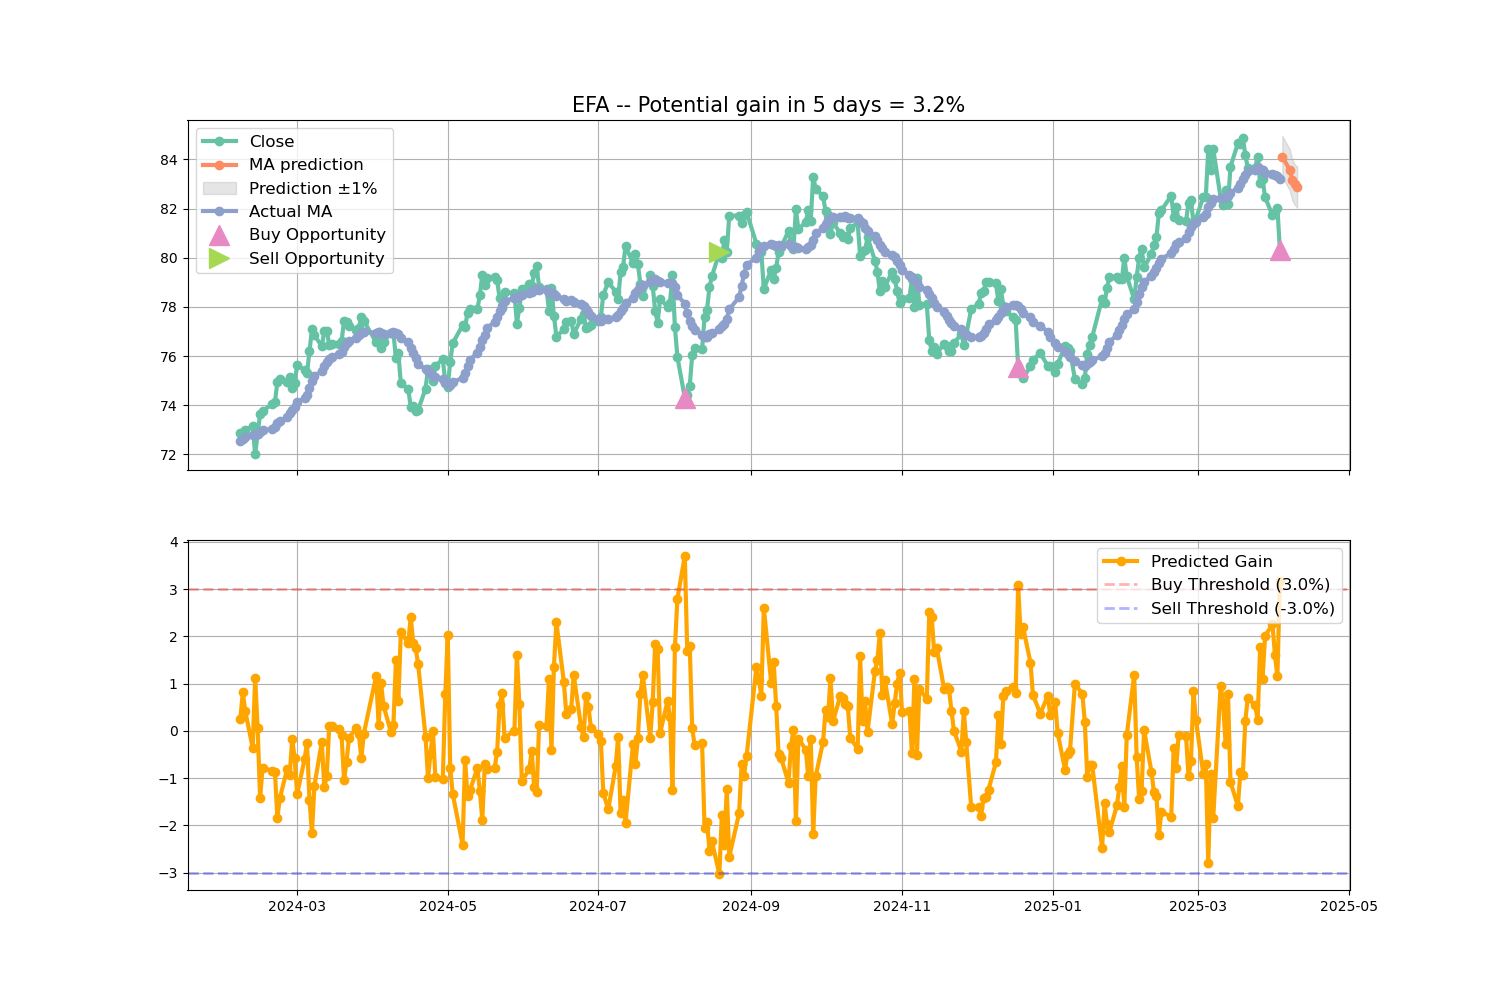 EFA -- Potential gain in 5 days = 3.2%
Close
MA prediction
Prediction ±1%
Actual MA
Buy Opportunity
Sell Opportunity
84
82
80
78
76
74
72
Predicted Gain
Buy Threshold (3.0%)
Sell Threshold (-3.0%)
4
3
2
1
0
−1
−2
−3
2024-03 2024-05 2024-07 2024-09 2024-11 2025-01 2025-03 2025-05